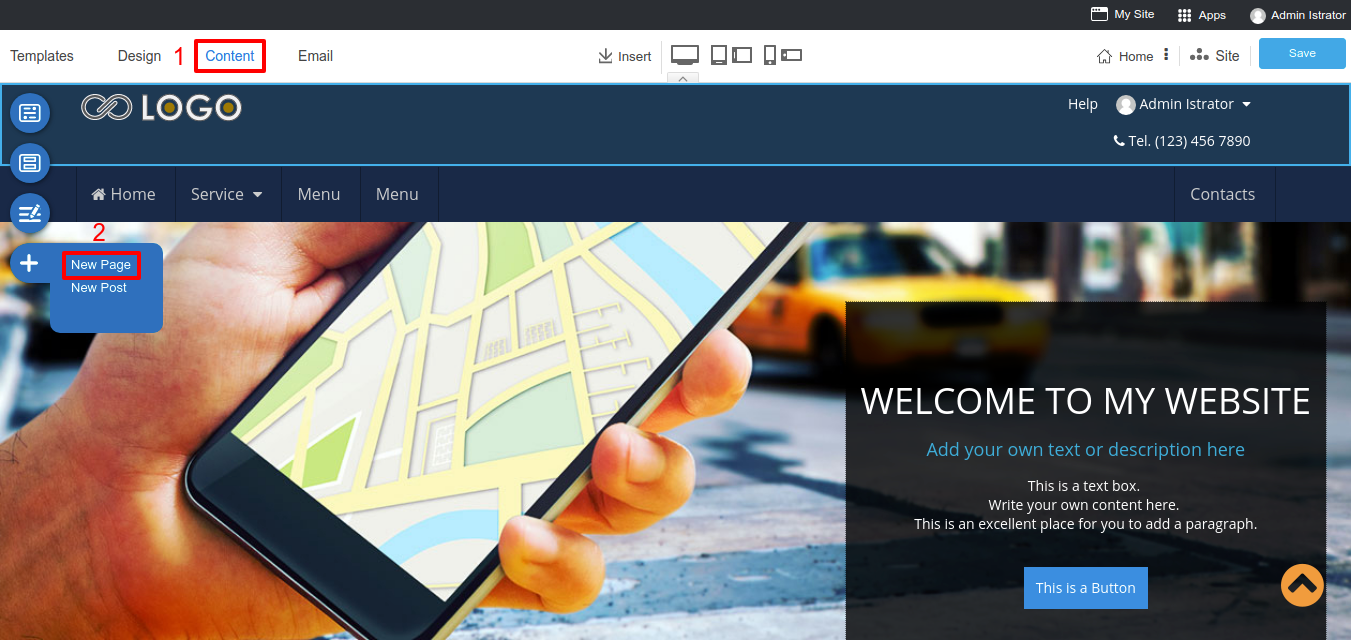 My Site
Apps
Admin Istrator
Templates
Design
1
Content
Email
Insert
Home
Site
Save
LOGO
Help
Admin Istrator
Tel. (123) 456 7890
Home
Service
Menu
Menu
Contacts
2
New Page
New Post
WELCOME TO MY WEBSITE
Add your own text or description here
This is a text box.
Write your own content here.
This is an excellent place for you to add a paragraph.
This is a Button